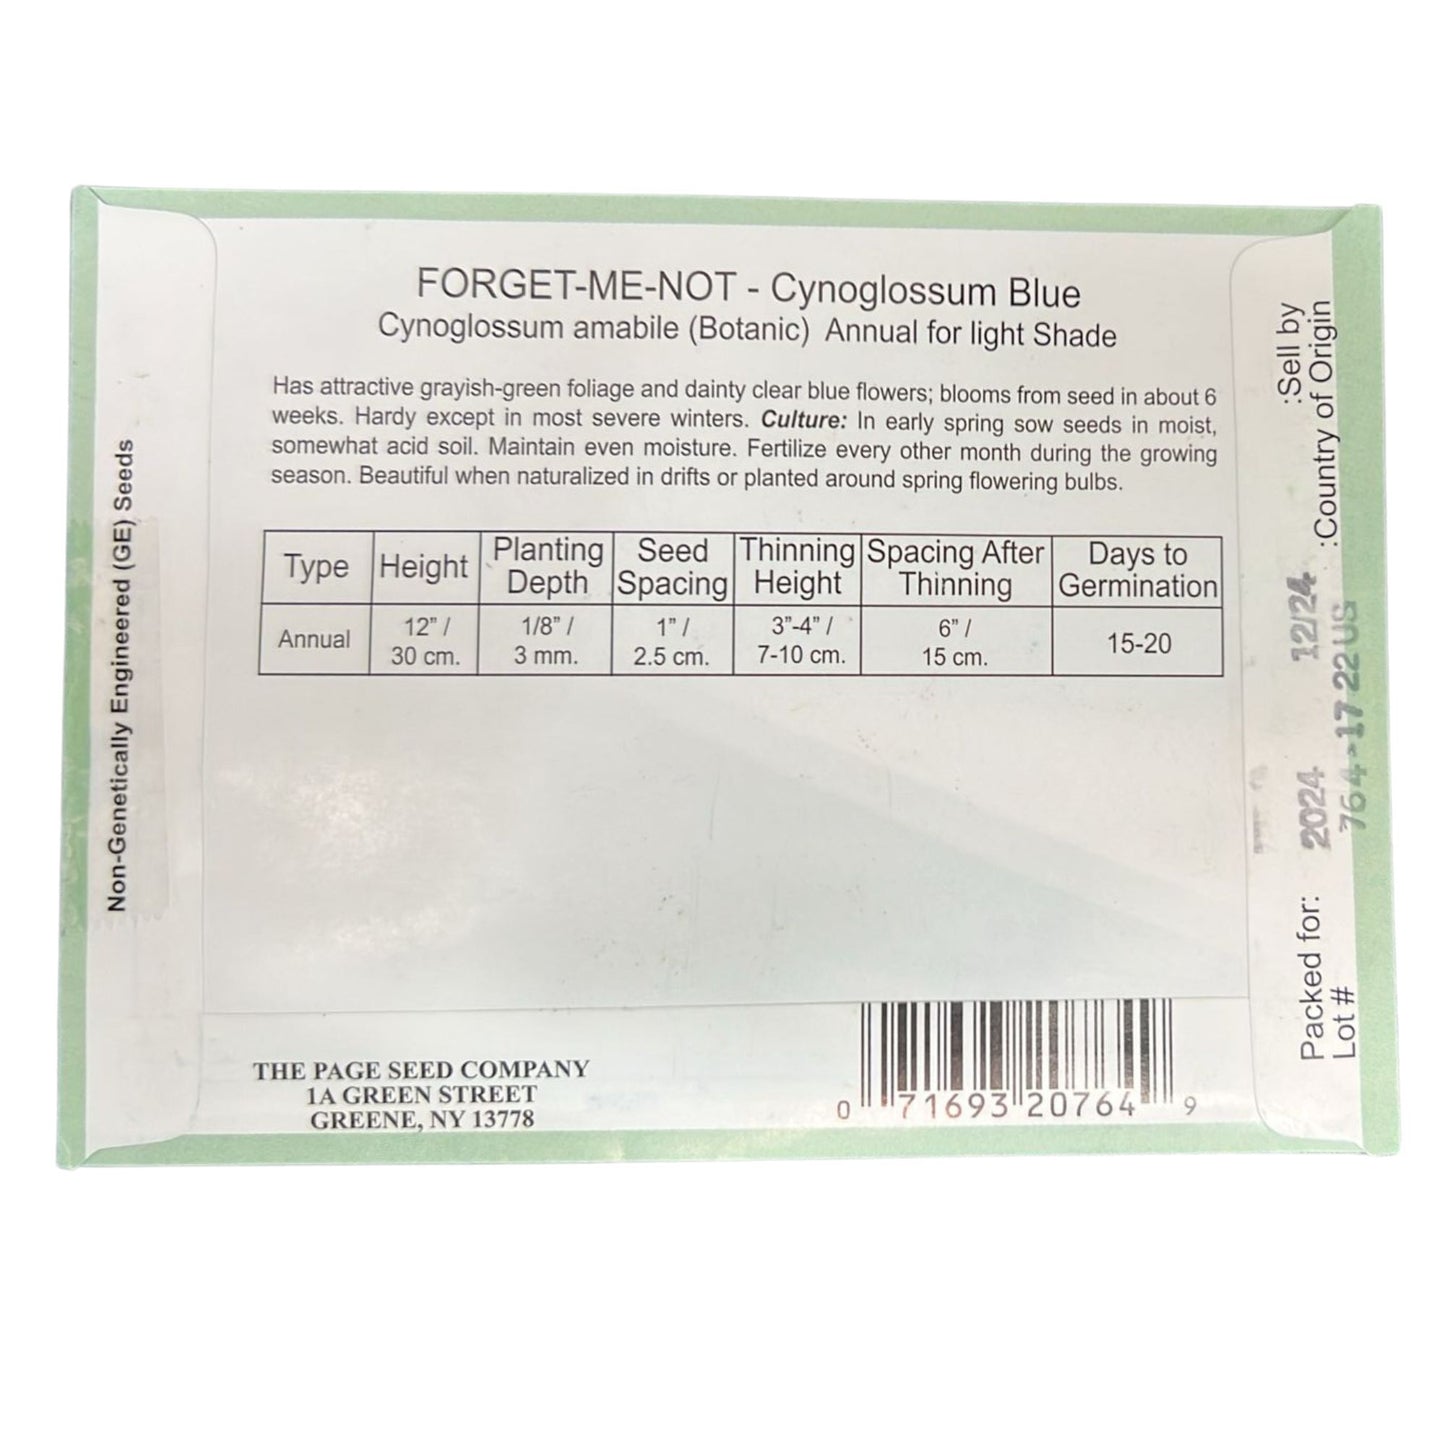 FORGET-ME-NOT - Cynoglossum Blue
Cynoglossum amabile (Botanic) Annual for light Shade
Has attractive grayish-green foliage and dainty clear blue flowers; blooms from seed in about 6
weeks. Hardy except in most severe winters. Culture: In early spring sow seeds in moist,
somewhat acid soil. Maintain even moisture. Fertilize every other month during the growing
season. Beautiful when naturalized in drifts or planted around spring flowering bulbs.
Type Height Planting Depth Seed Spacing Thinning Height Spacing After Thinning Days to Germination
Annual 12” / 30 cm. 1/8” / 3 mm. 1” / 2.5 cm. 3”-4” / 7-10 cm. 6” / 15 cm. 15-20
Non-Genetically Engineered (GE) Seeds
Packed for: 2024 12/24 :Sell by
Lot # 764-17 22 US :Country of Origin
THE PAGE SEED COMPANY
1A GREEN STREET
GREENE, NY 13778
0 71693 20764 9